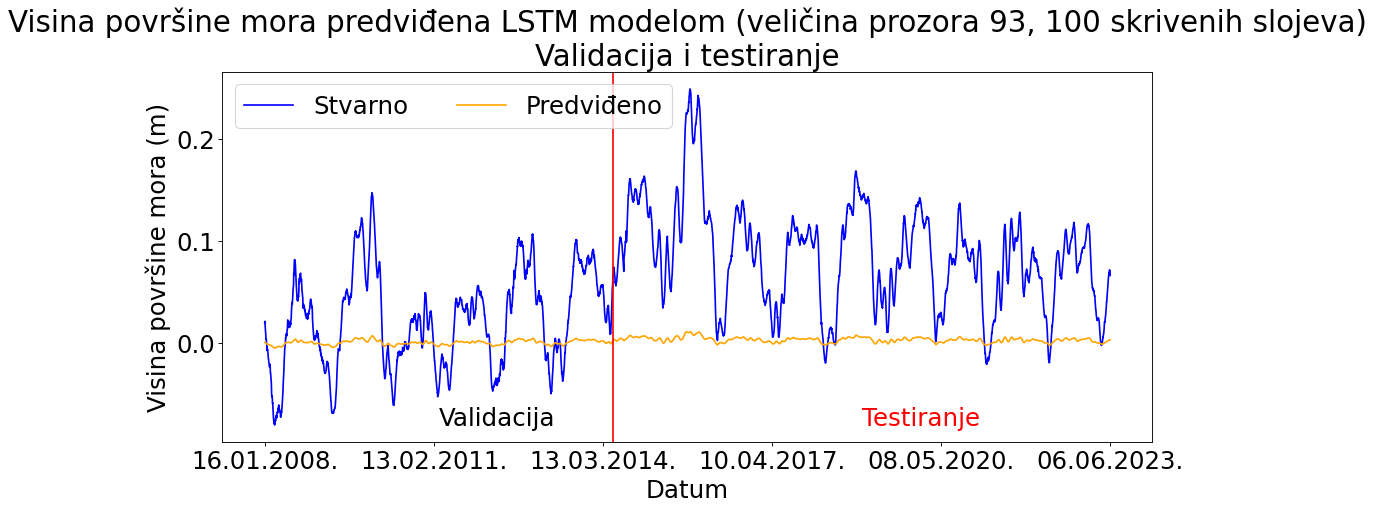 Visina površine mora predviđena LSTM modelom (veličina prozora 93, 100 skrivenih slojeva)
Validacija i testiranje
Stvarno
Predviđeno
Visina površine mora (m)
0.2
0.1
0.0
Validacija
Testiranje
16.01.2008.
13.02.2011.
13.03.2014.
10.04.2017.
08.05.2020.
06.06.2023.
Datum